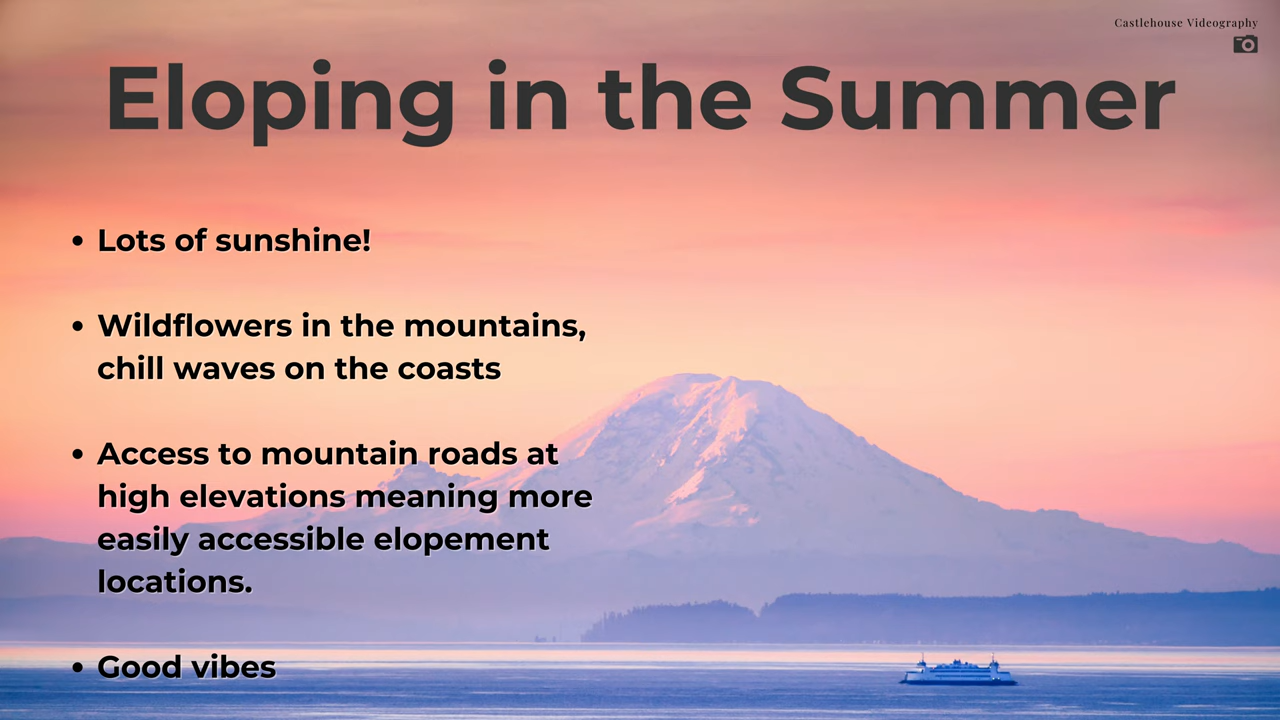 Castlehouse Videography
Eloping in the Summer
• Lots of sunshine!
• Wildflowers in the mountains,
chill waves on the coasts
• Access to mountain roads at
high elevations meaning more
easily accessible elopement
locations.
• Good vibes